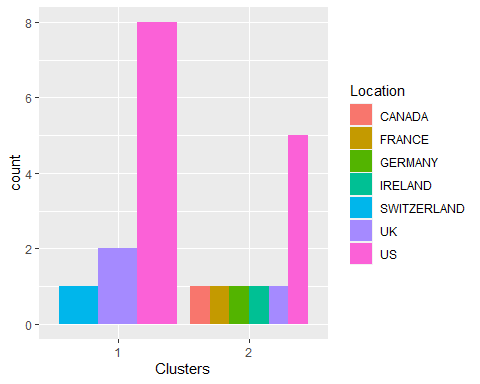 8
6
4
2
0
count
1
2
Clusters
Location
CANADA
FRANCE
GERMANY
IRELAND
SWITZERLAND
UK
US